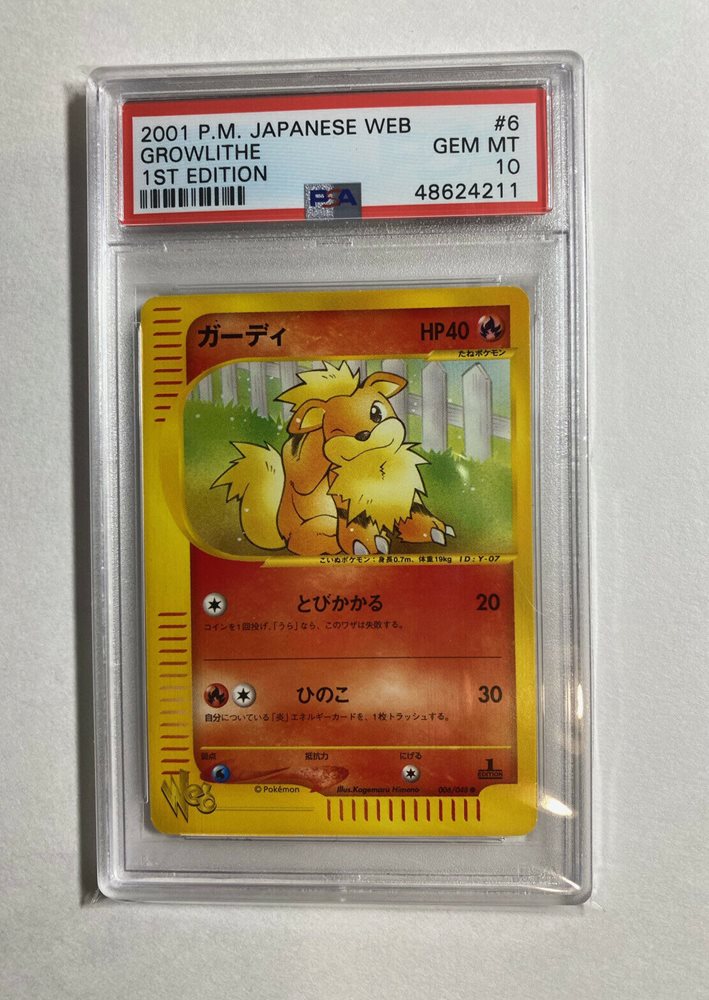 2001 P.M. JAPANESE WEB #6
GROWLITHE GEM MT
1ST EDITION 10
PSA 48624211
ガーディ HP40
たねポケモン
こいぬポケモン：身長0.7m、体重19kg ID：Y-07
とびかかる 20
コインを1回投げ、「うら」なら、このワザは失敗する。
ひのこ 30
自分についている「炎」エネルギーカードを、1枚トラッシュする。
弱点 抵抗力 にげる
1 EDITION
Web
©Pokémon Illus.Kagemaru Himeno 006/048